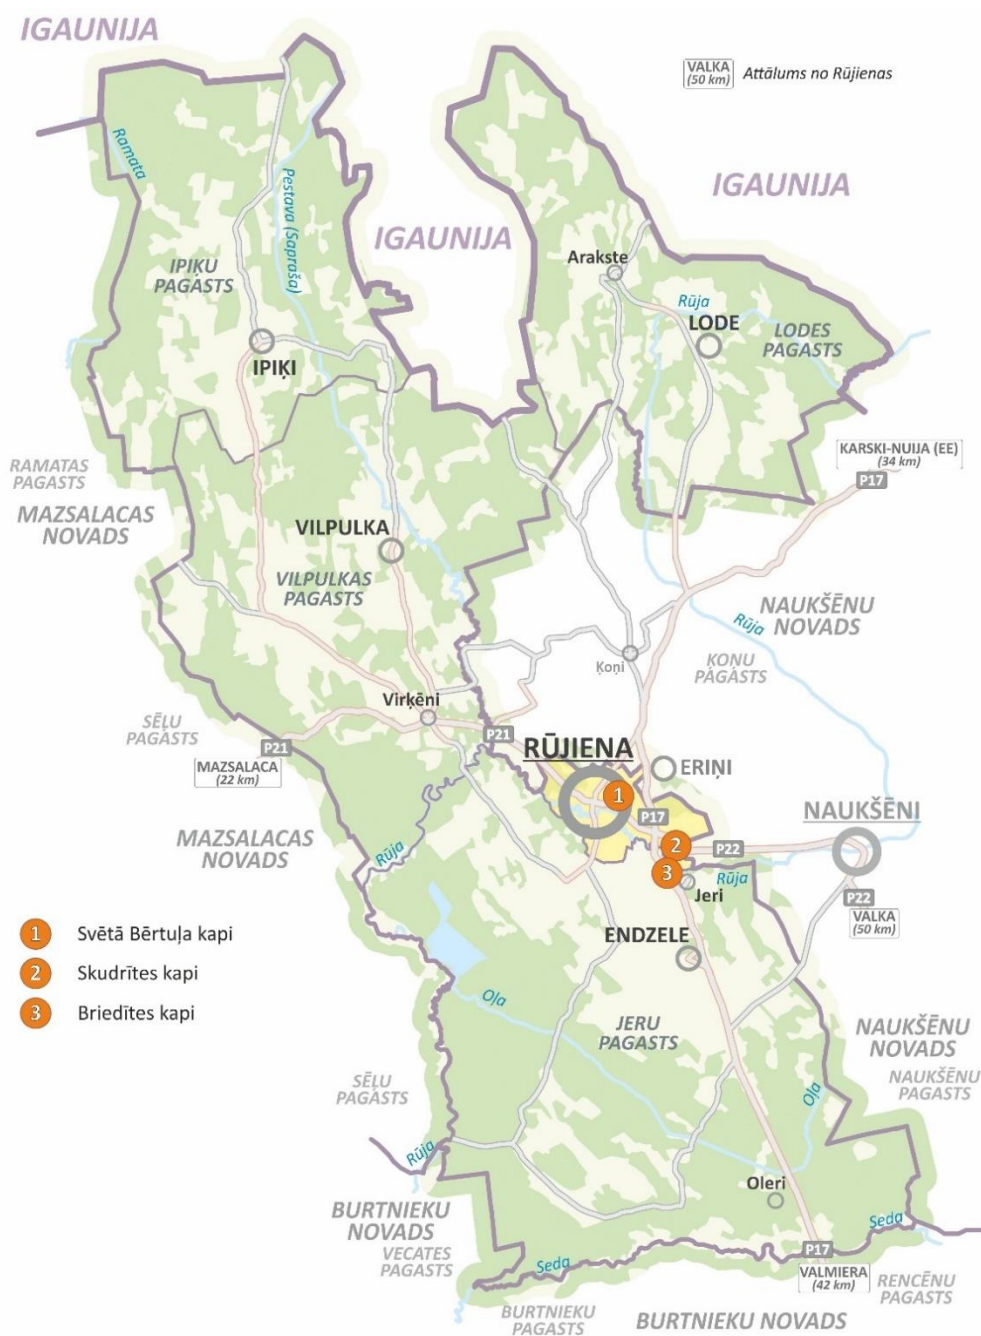 IGAUNIJA
VALKA
(50 km)
Attālums no Rūjienas
Ramata
Pestava (Sapraša)
IGAUNIJA
IGAUNIJA
IPIĶU
PAGASTS
Arakste
Rūja
LODE
LODES
PAGASTS
IPIĶI
RAMATAS
PAGASTS
MAZSALACAS
NOVADS
KARSKI-NUIJA (EE)
(34 km)
P17
VILPULKA
VILPULKAS
PAGASTS
NAUKŠĒNU
NOVADS
Rūja
Ķoņi
ĶOŅU
PAGASTS
Virķēni
SĒĻU
PAGASTS
P21
P21
MAZSALACA
(22 km)
RŪJIENA
ERIŅI
1
NAUKŠĒNI
P17
MAZSALACAS
NOVADS
Rūja
2
P22
3
Rūja
Jeri
P22
VALKA
(50 km)
1 Svētā Bērtuļa kapi
2 Skudrītes kapi
3 Briedītes kapi
ENDZELE
Oļa
JERU
PAGASTS
NAUKŠĒNU
NOVADS
NAUKŠĒNU
PAGASTS
SĒĻU
PAGASTS
Oļa
Rūja
Oleri
BURTNIEKU
NOVADS
VECATES
PAGASTS
Seda
Seda
P17
VALMIERA
(42 km)
RENCĒNU
PAGASTS
BURTNIEKU
PAGASTS
BURTNIEKU NOVADS